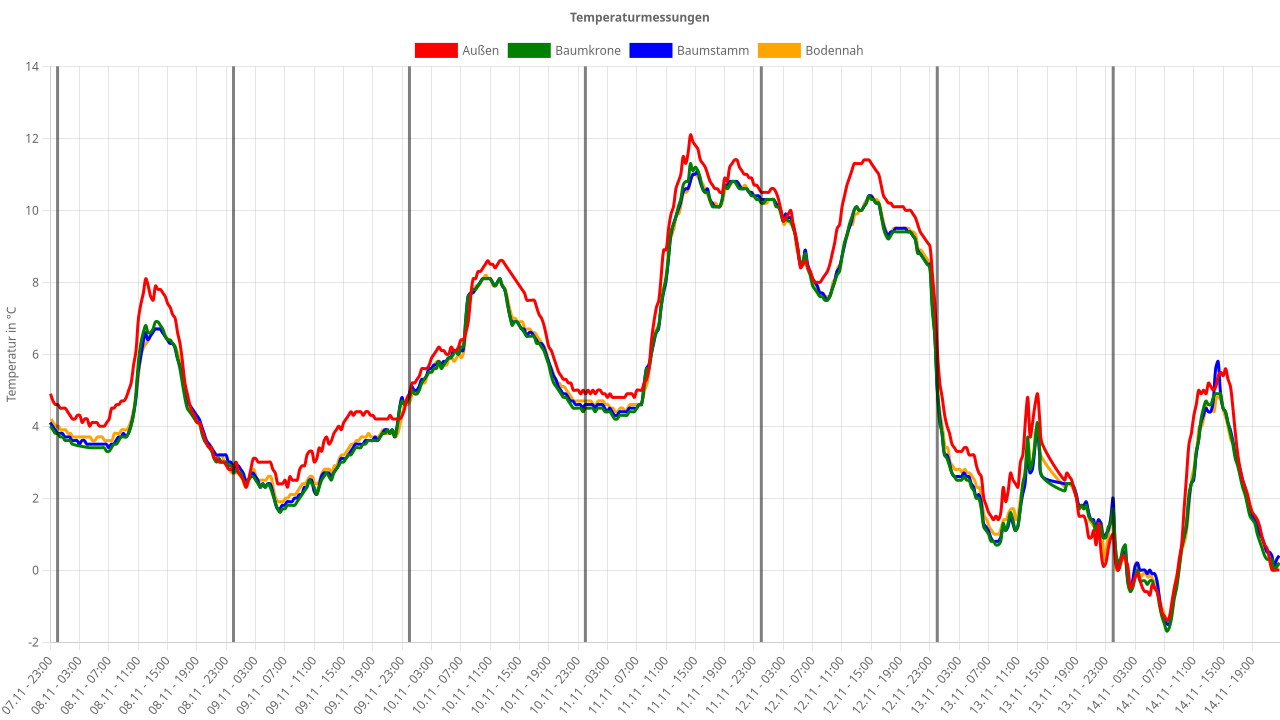 Temperaturmessungen
Außen Baumkrone Baumstamm Bodennah
Temperatur in °C
14
12
10
8
6
4
2
0
-2
07.11 - 23:00
08.11 - 03:00
08.11 - 07:00
08.11 - 11:00
08.11 - 15:00
08.11 - 19:00
08.11 - 23:00
09.11 - 03:00
09.11 - 07:00
09.11 - 11:00
09.11 - 15:00
09.11 - 19:00
09.11 - 23:00
10.11 - 03:00
10.11 - 07:00
10.11 - 11:00
10.11 - 15:00
10.11 - 19:00
10.11 - 23:00
11.11 - 03:00
11.11 - 07:00
11.11 - 11:00
11.11 - 15:00
11.11 - 19:00
11.11 - 23:00
12.11 - 03:00
12.11 - 07:00
12.11 - 11:00
12.11 - 15:00
12.11 - 19:00
12.11 - 23:00
13.11 - 03:00
13.11 - 07:00
13.11 - 11:00
13.11 - 15:00
13.11 - 19:00
13.11 - 23:00
14.11 - 03:00
14.11 - 07:00
14.11 - 11:00
14.11 - 15:00
14.11 - 19:00